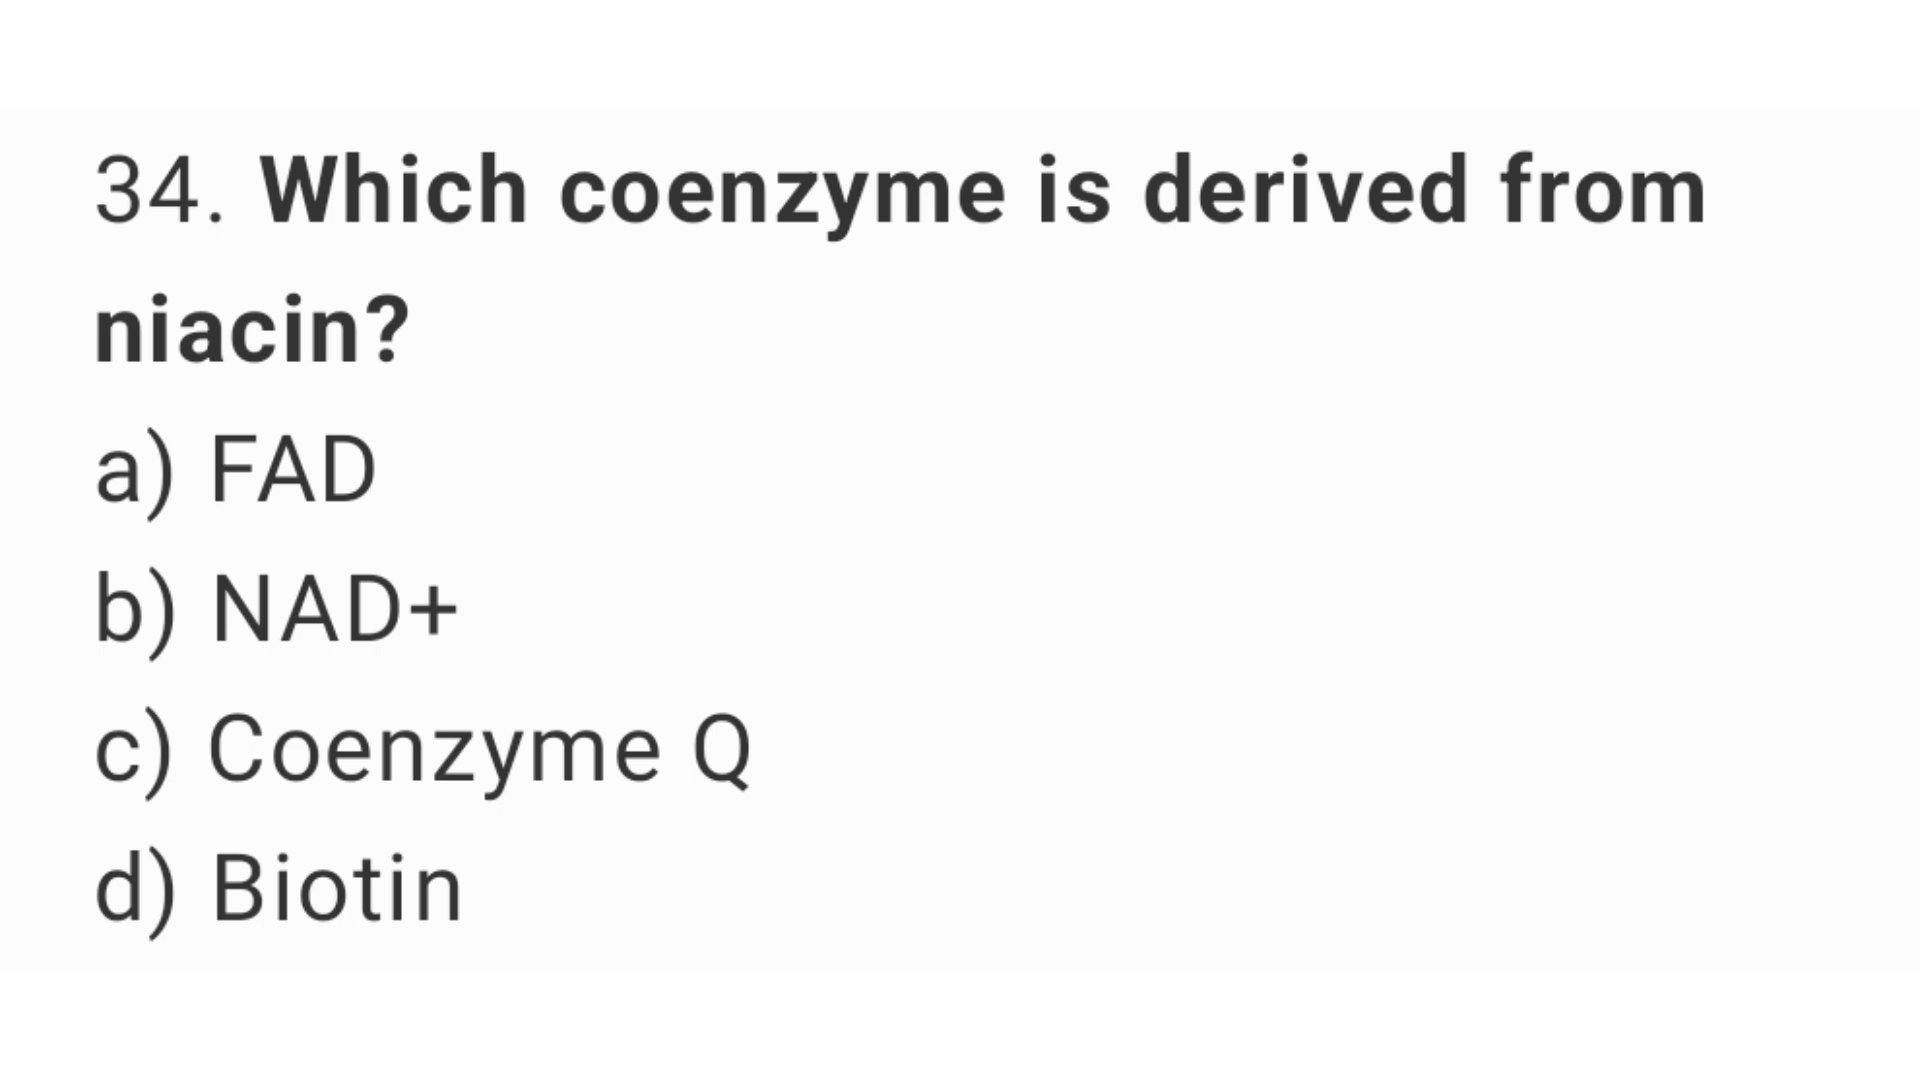 34. Which coenzyme is derived from
niacin?
a) FAD
b) NAD+
c) Coenzyme Q
d) Biotin